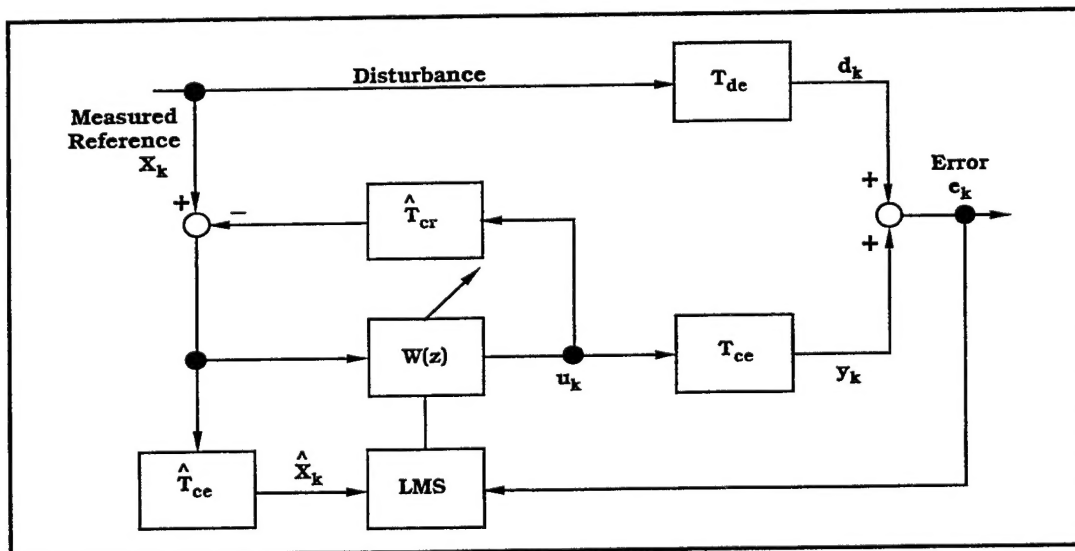 Disturbance
T_de
d_k
Measured
Reference
X_k
+
−
T̂_cr
+
Error
e_k
+
W(z)
u_k
T_ce
y_k
T̂_ce
X̂_k
LMS